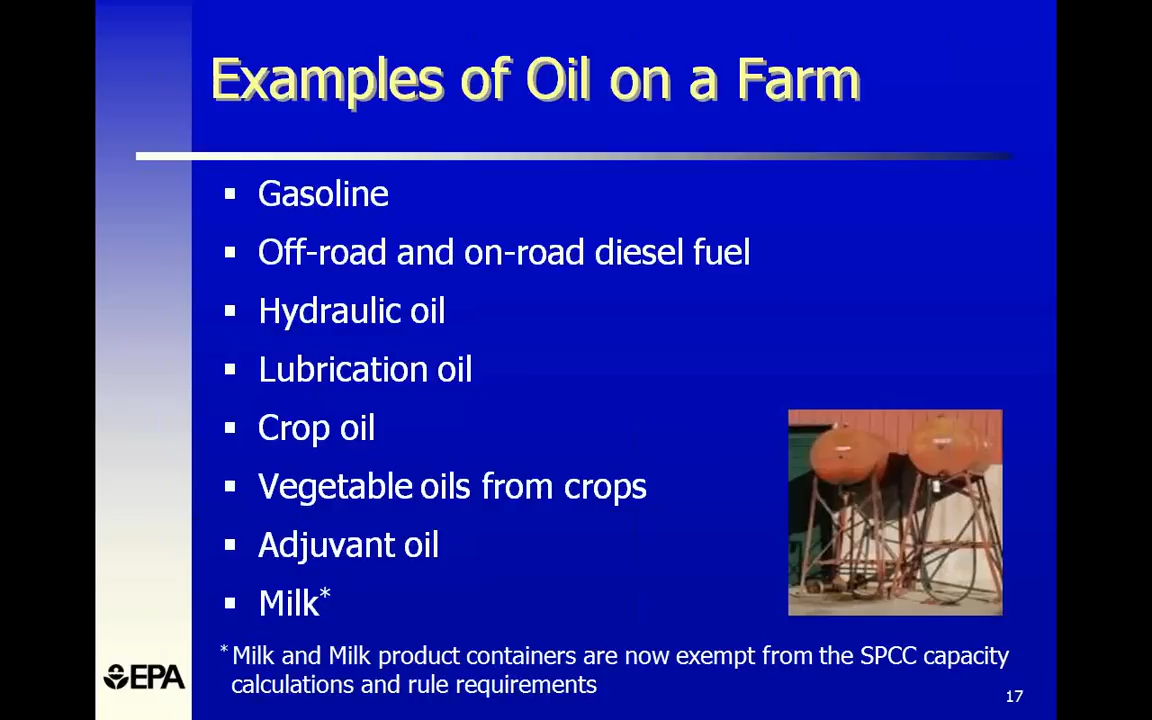 Examples of Oil on a Farm
Gasoline
Off-road and on-road diesel fuel
Hydraulic oil
Lubrication oil
Crop oil
Vegetable oils from crops
Adjuvant oil
Milk*
* Milk and Milk product containers are now exempt from the SPCC capacity
calculations and rule requirements
EPA
17